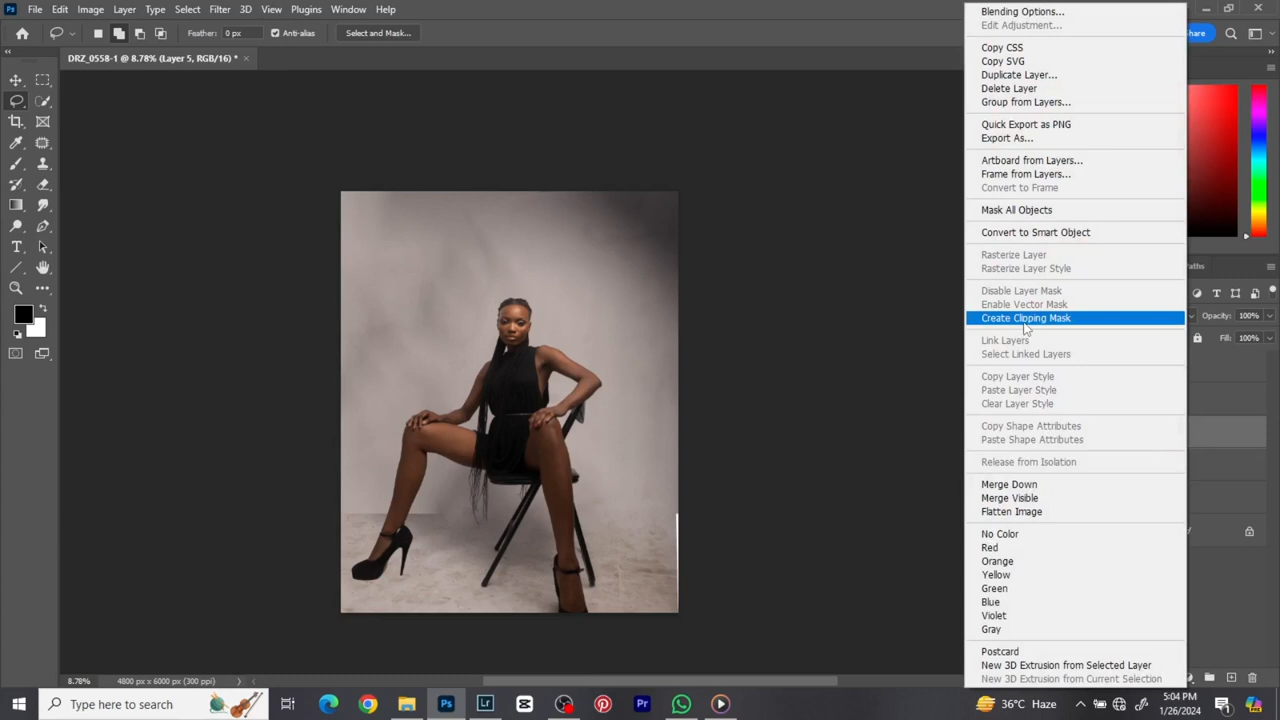 File Edit Image Layer Type Select Filter 3D View Plugins Window Help
Feather: 0 px Anti-alias Select and Mask... Share
DRZ_0558-1 @ 8.78% (Layer 5, RGB/16) * ×
Blending Options...
Edit Adjustment...
Copy CSS
Copy SVG
Duplicate Layer...
Delete Layer
Group from Layers...
Quick Export as PNG
Export As...
Artboard from Layers...
Frame from Layers...
Convert to Frame
Mask All Objects
Convert to Smart Object
Rasterize Layer
Rasterize Layer Style
Disable Layer Mask
Enable Vector Mask
Create Clipping Mask
Link Layers
Select Linked Layers
Copy Layer Style
Paste Layer Style
Clear Layer Style
Copy Shape Attributes
Paste Shape Attributes
Release from Isolation
Merge Down
Merge Visible
Flatten Image
No Color
Red
Orange
Yellow
Green
Blue
Violet
Gray
Postcard
New 3D Extrusion from Selected Layer
New 3D Extrusion from Current Selection
Opacity: 100%
Fill: 100%
8.78% 4800 px x 6000 px (300 ppi)
Type here to search
36°C Haze
5:04 PM
1/26/2024